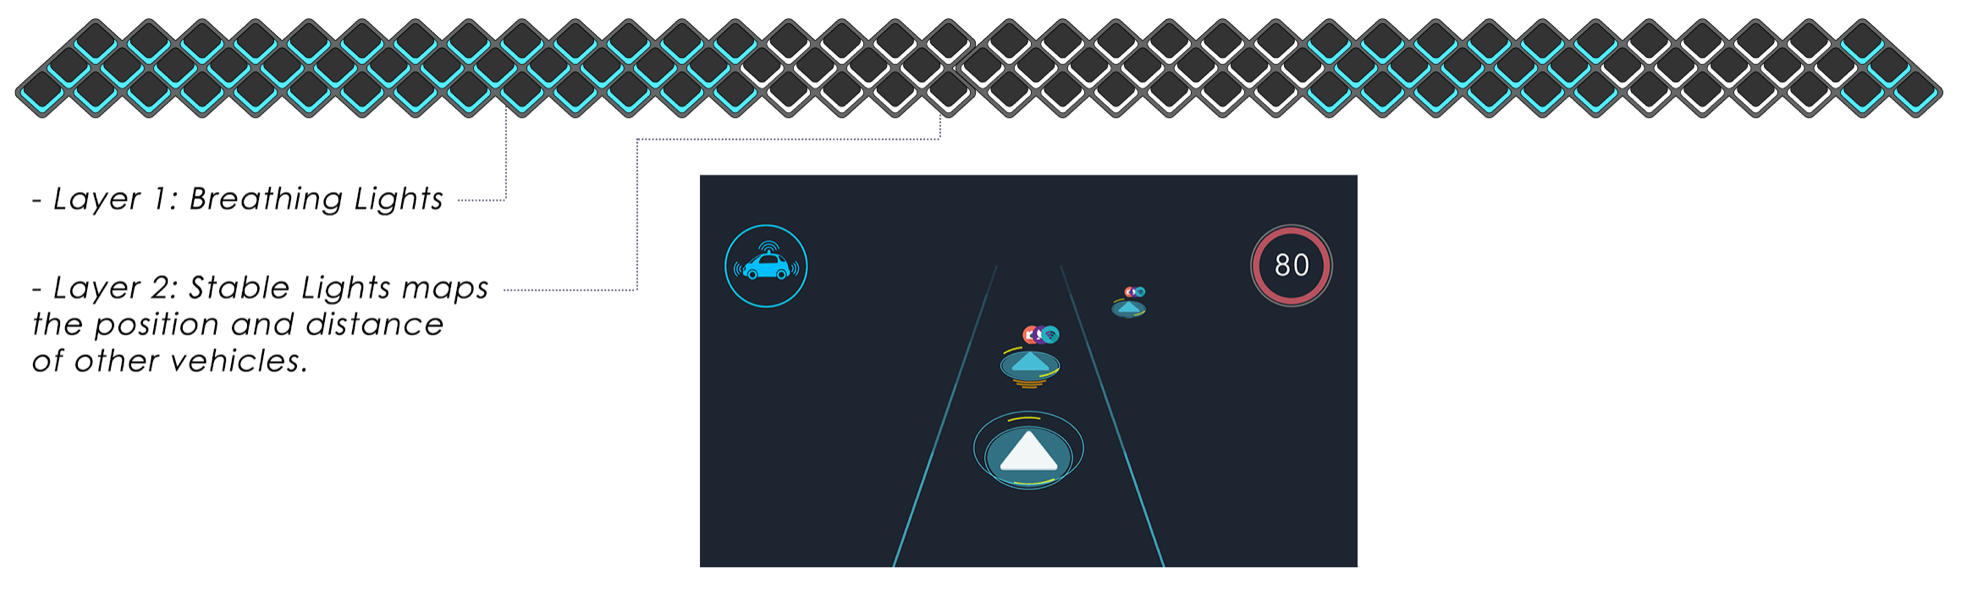 - Layer 1: Breathing Lights
- Layer 2: Stable Lights maps
the position and distance
of other vehicles.
80